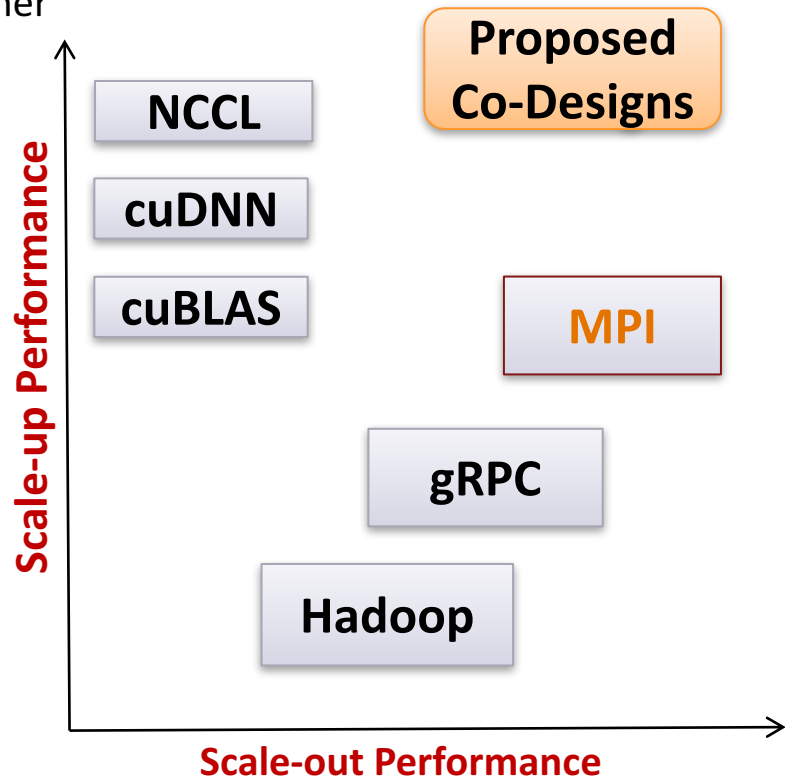 Proposed
Co-Designs
NCCL
cuDNN
cuBLAS
MPI
gRPC
Hadoop
Scale-up Performance
Scale-out Performance